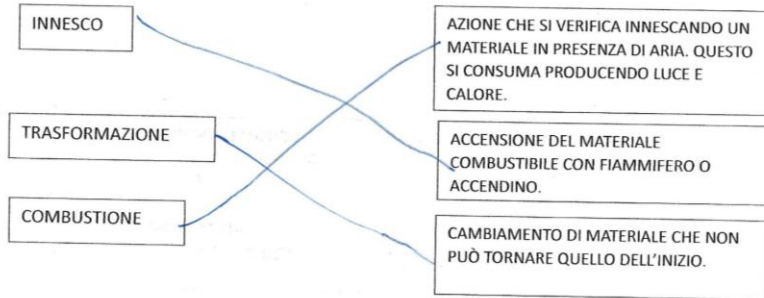 INNESCO
TRASFORMAZIONE
COMBUSTIONE
AZIONE CHE SI VERIFICA INNESCANDO UN
MATERIALE IN PRESENZA DI ARIA. QUESTO
SI CONSUMA PRODUCENDO LUCE E
CALORE.
ACCENSIONE DEL MATERIALE
COMBUSTIBILE CON FIAMMIFERO O
ACCENDINO.
CAMBIAMENTO DI MATERIALE CHE NON
PUÒ TORNARE QUELLO DELL'INIZIO.